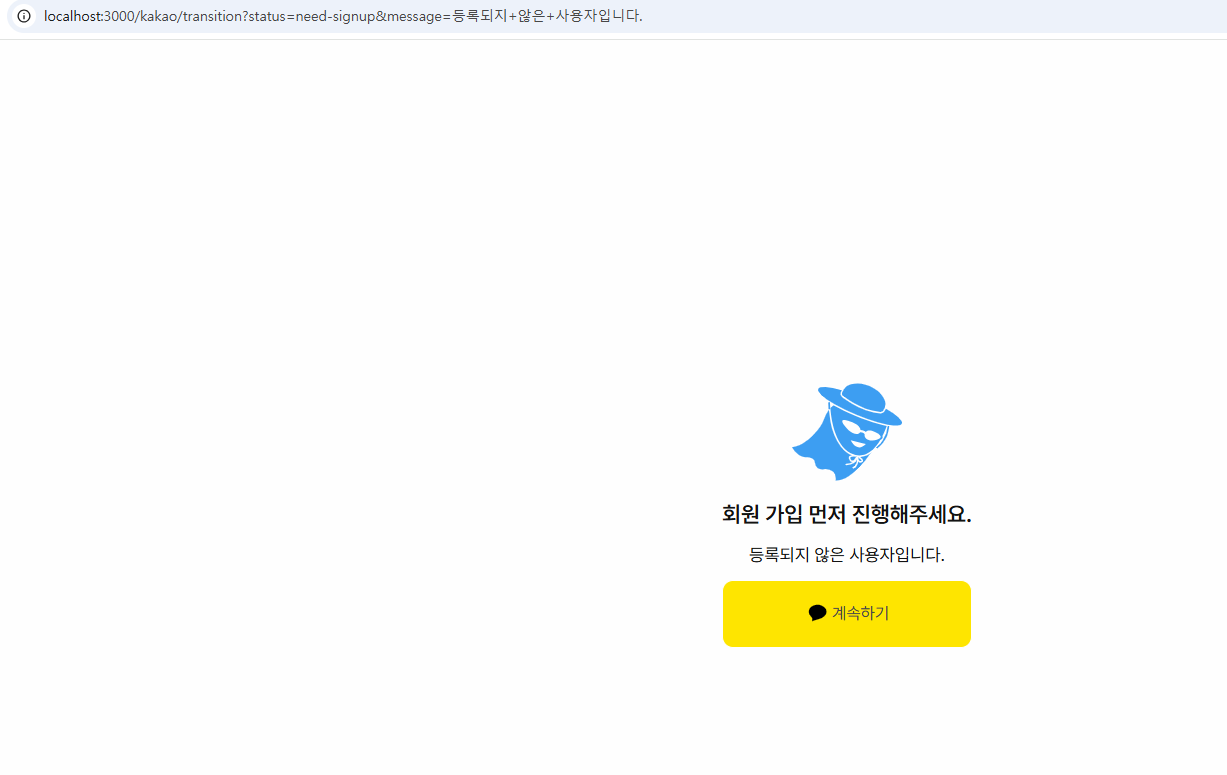 localhost:3000/kakao/transition?status=need-signup&message=등록되지+않은+사용자입니다.
회원 가입 먼저 진행해주세요.
등록되지 않은 사용자입니다.
계속하기